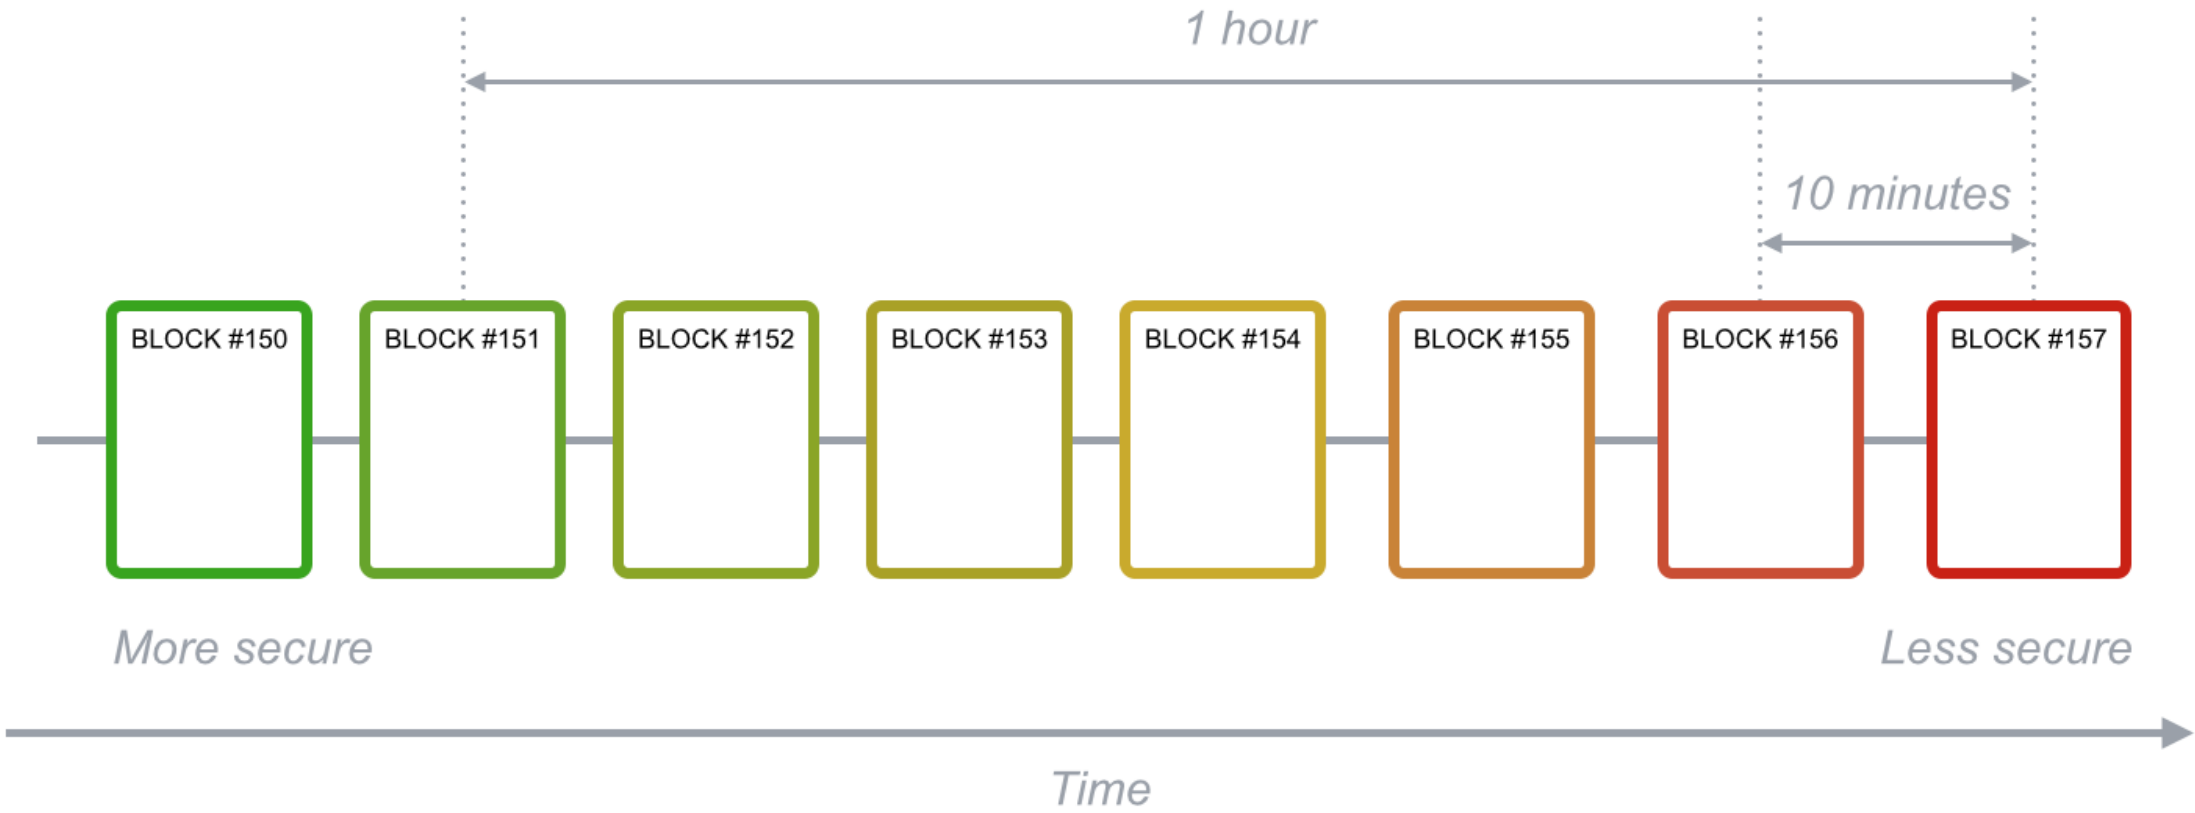 1 hour
10 minutes
BLOCK #150
BLOCK #151
BLOCK #152
BLOCK #153
BLOCK #154
BLOCK #155
BLOCK #156
BLOCK #157
More secure
Less secure
Time